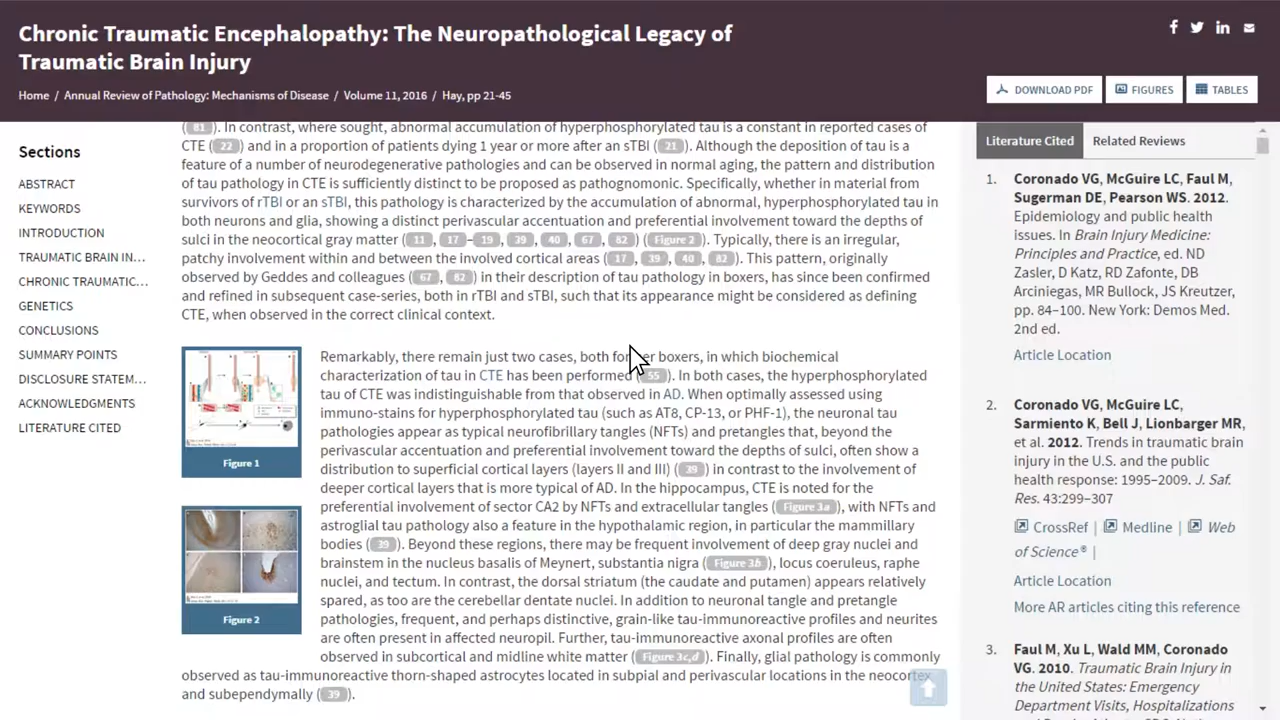 Chronic Traumatic Encephalopathy: The Neuropathological Legacy of
Traumatic Brain Injury
Home / Annual Review of Pathology: Mechanisms of Disease / Volume 11, 2016 / Hay, pp 21-45
DOWNLOAD PDF
FIGURES
TABLES
Sections
ABSTRACT
KEYWORDS
INTRODUCTION
TRAUMATIC BRAIN IN...
CHRONIC TRAUMATIC...
GENETICS
CONCLUSIONS
SUMMARY POINTS
DISCLOSURE STATEM...
ACKNOWLEDGMENTS
LITERATURE CITED
(81). In contrast, where sought, abnormal accumulation of hyperphosphorylated tau is a constant in reported cases of
CTE (22) and in a proportion of patients dying 1 year or more after an sTBI (21). Although the deposition of tau is a
feature of a number of neurodegenerative pathologies and can be observed in normal aging, the pattern and distribution
of tau pathology in CTE is sufficiently distinct to be proposed as pathognomonic. Specifically, whether in material from
survivors of rTBI or an sTBI, this pathology is characterized by the accumulation of abnormal, hyperphosphorylated tau in
both neurons and glia, showing a distinct perivascular accentuation and preferential involvement toward the depths of
sulci in the neocortical gray matter (11, 17–19, 39, 40, 67, 82) (Figure 2). Typically, there is an irregular,
patchy involvement within and between the involved cortical areas (17, 39, 40, 82). This pattern, originally
observed by Geddes and colleagues (67, 82) in their description of tau pathology in boxers, has since been confirmed
and refined in subsequent case-series, both in rTBI and sTBI, such that its appearance might be considered as defining
CTE, when observed in the correct clinical context.
Figure 1
Figure 2
Remarkably, there remain just two cases, both former boxers, in which biochemical
characterization of tau in CTE has been performed (55). In both cases, the hyperphosphorylated
tau of CTE was indistinguishable from that observed in AD. When optimally assessed using
immuno-stains for hyperphosphorylated tau (such as AT8, CP-13, or PHF-1), the neuronal tau
pathologies appear as typical neurofibrillary tangles (NFTs) and pretangles that, beyond the
perivascular accentuation and preferential involvement toward the depths of sulci, often show a
distribution to superficial cortical layers (layers II and III) (39) in contrast to the involvement of
deeper cortical layers that is more typical of AD. In the hippocampus, CTE is noted for the
preferential involvement of sector CA2 by NFTs and extracellular tangles (Figure 3a), with NFTs and
astroglial tau pathology also a feature in the hypothalamic region, in particular the mammillary
bodies (39). Beyond these regions, there may be frequent involvement of deep gray nuclei and
brainstem in the nucleus basalis of Meynert, substantia nigra (Figure 3b), locus coeruleus, raphe
nuclei, and tectum. In contrast, the dorsal striatum (the caudate and putamen) appears relatively
spared, as too are the cerebellar dentate nuclei. In addition to neuronal tangle and pretangle
pathologies, frequent, and perhaps distinctive, grain-like tau-immunoreactive profiles and neurites
are often present in affected neuropil. Further, tau-immunoreactive axonal profiles are often
observed in subcortical and midline white matter (Figure 3c,d). Finally, glial pathology is commonly
observed as tau-immunoreactive thorn-shaped astrocytes located in subpial and perivascular locations in the neocortex
and subependymally (39).
Literature Cited
Related Reviews
1. Coronado VG, McGuire LC, Faul M,
Sugerman DE, Pearson WS. 2012.
Epidemiology and public health
issues. In Brain Injury Medicine:
Principles and Practice, ed. ND
Zasler, D Katz, RD Zafonte, DB
Arciniegas, MR Bullock, JS Kreutzer,
pp. 84–100. New York: Demos Med.
2nd ed.
Article Location
2. Coronado VG, McGuire LC,
Sarmiento K, Bell J, Lionbarger MR,
et al. 2012. Trends in traumatic brain
injury in the U.S. and the public
health response: 1995–2009. J. Saf.
Res. 43:299–307
CrossRef | Medline | Web
of Science® |
Article Location
More AR articles citing this reference
3. Faul M, Xu L, Wald MM, Coronado
VG. 2010. Traumatic Brain Injury in
the United States: Emergency
Department Visits, Hospitalizations